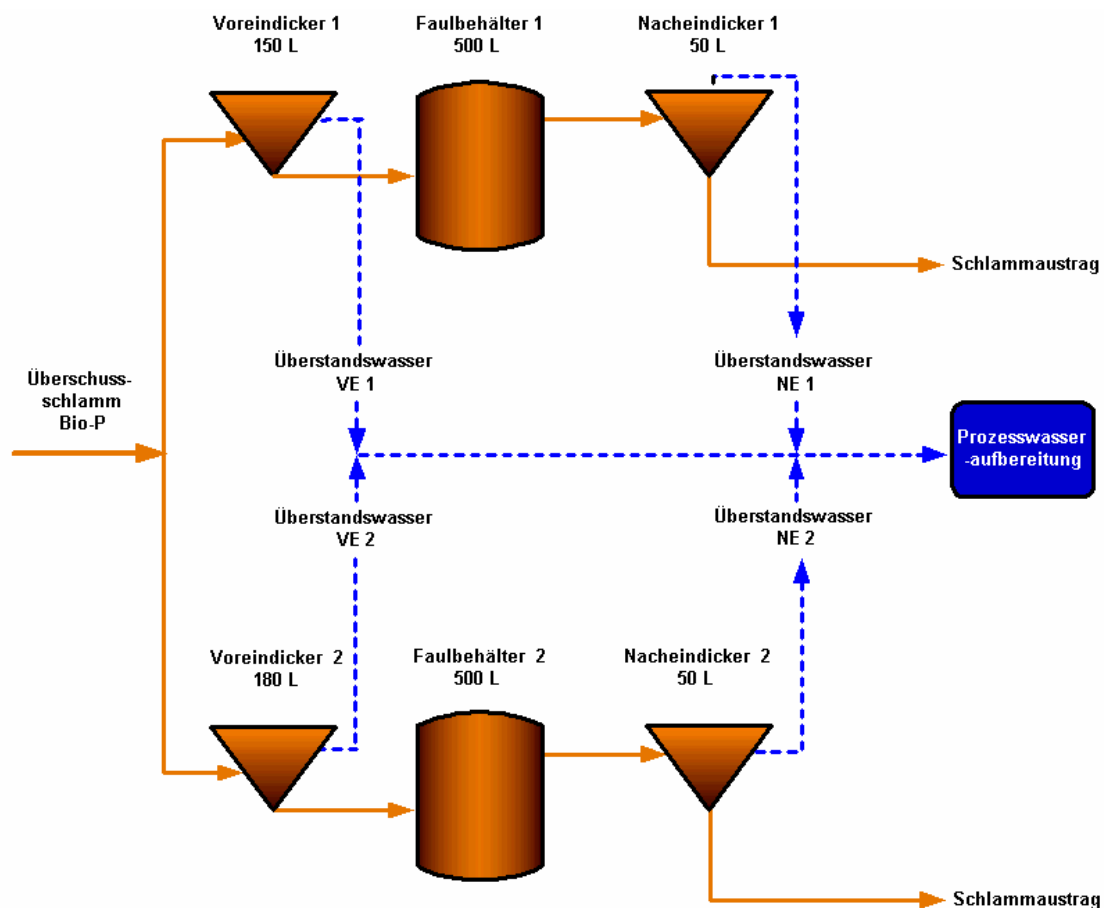 Voreindicker 1
150 L
Faulbehälter 1
500 L
Nacheindicker 1
50 L
Schlammaustrag
Überstandswasser
VE 1
Überstandswasser
NE 1
Überschuss-
schlamm
Bio-P
Prozesswasser
-aufbereitung
Überstandswasser
VE 2
Überstandswasser
NE 2
Voreindicker 2
180 L
Faulbehälter 2
500 L
Nacheindicker 2
50 L
Schlammaustrag